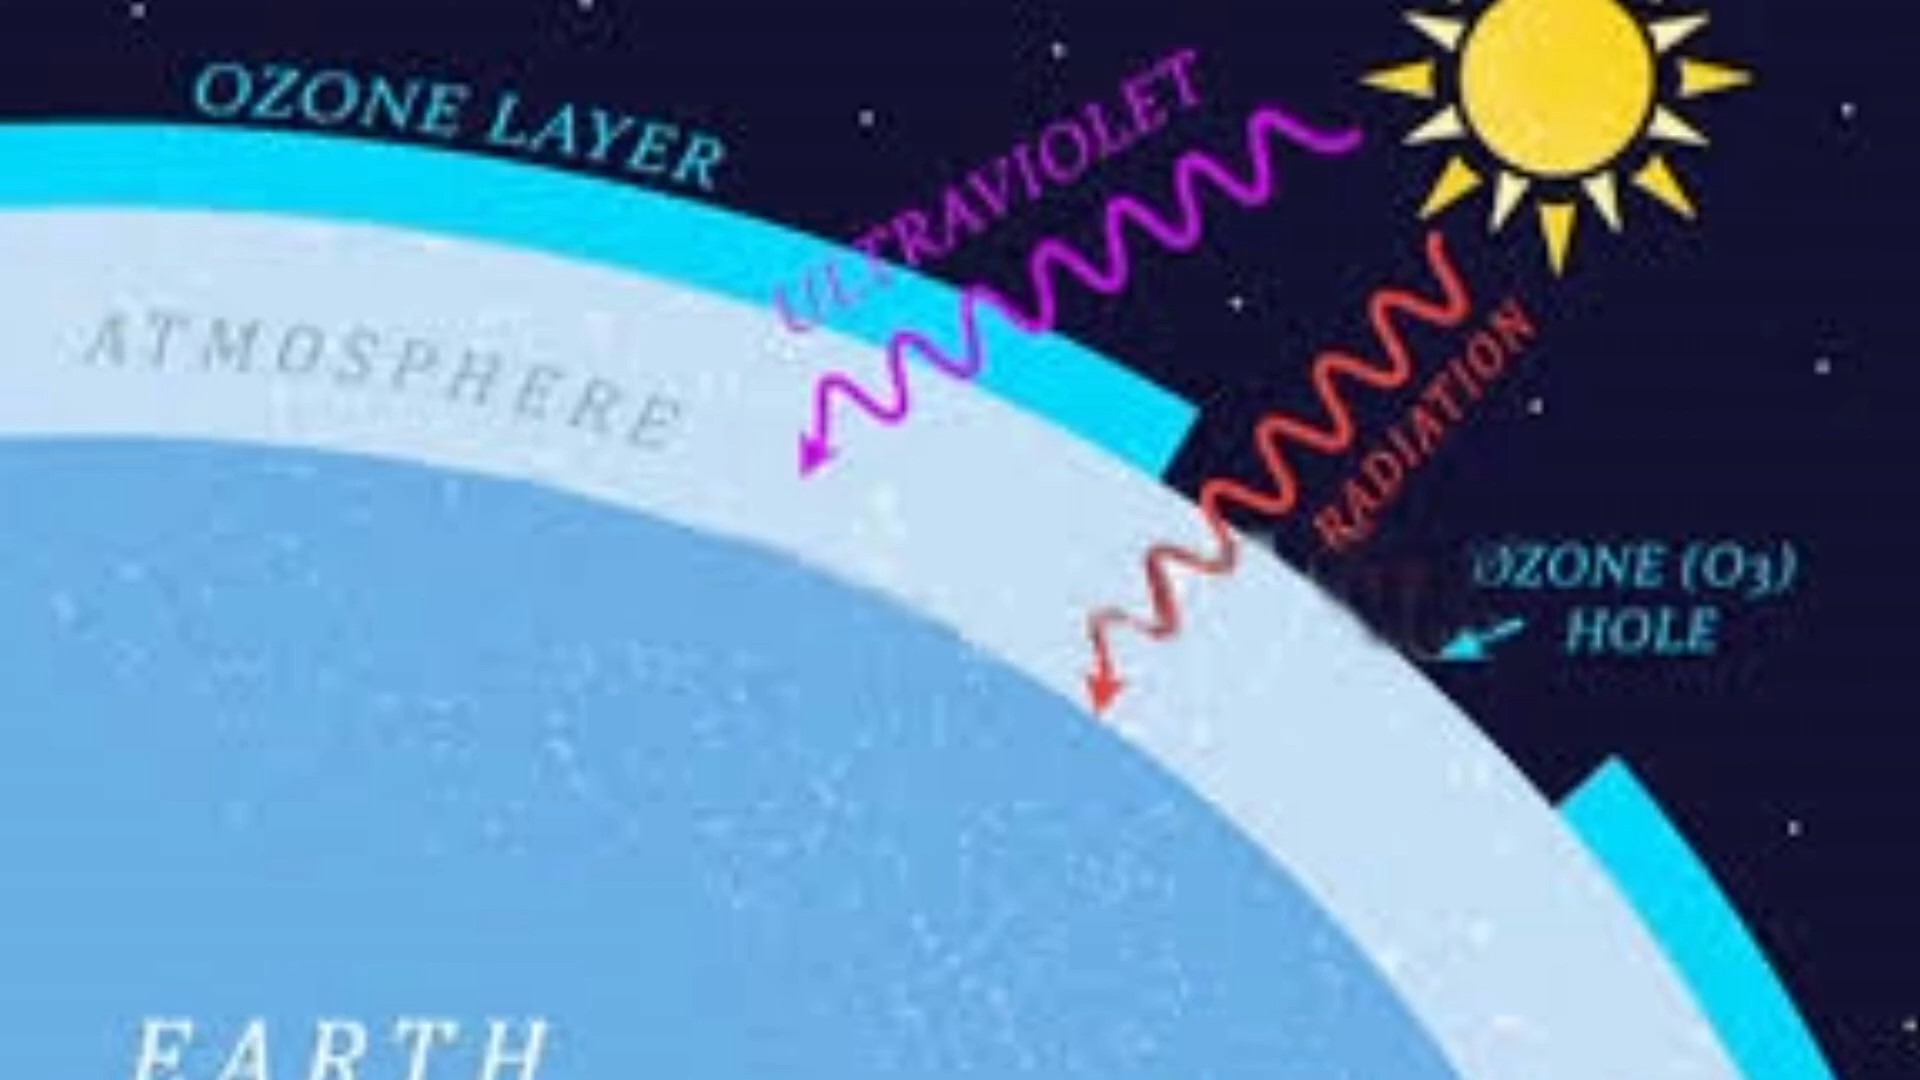 OZONE LAYER
ULTRAVIOLET
RADIATION
ATMOSPHERE
OZONE (O3)
HOLE
EARTH